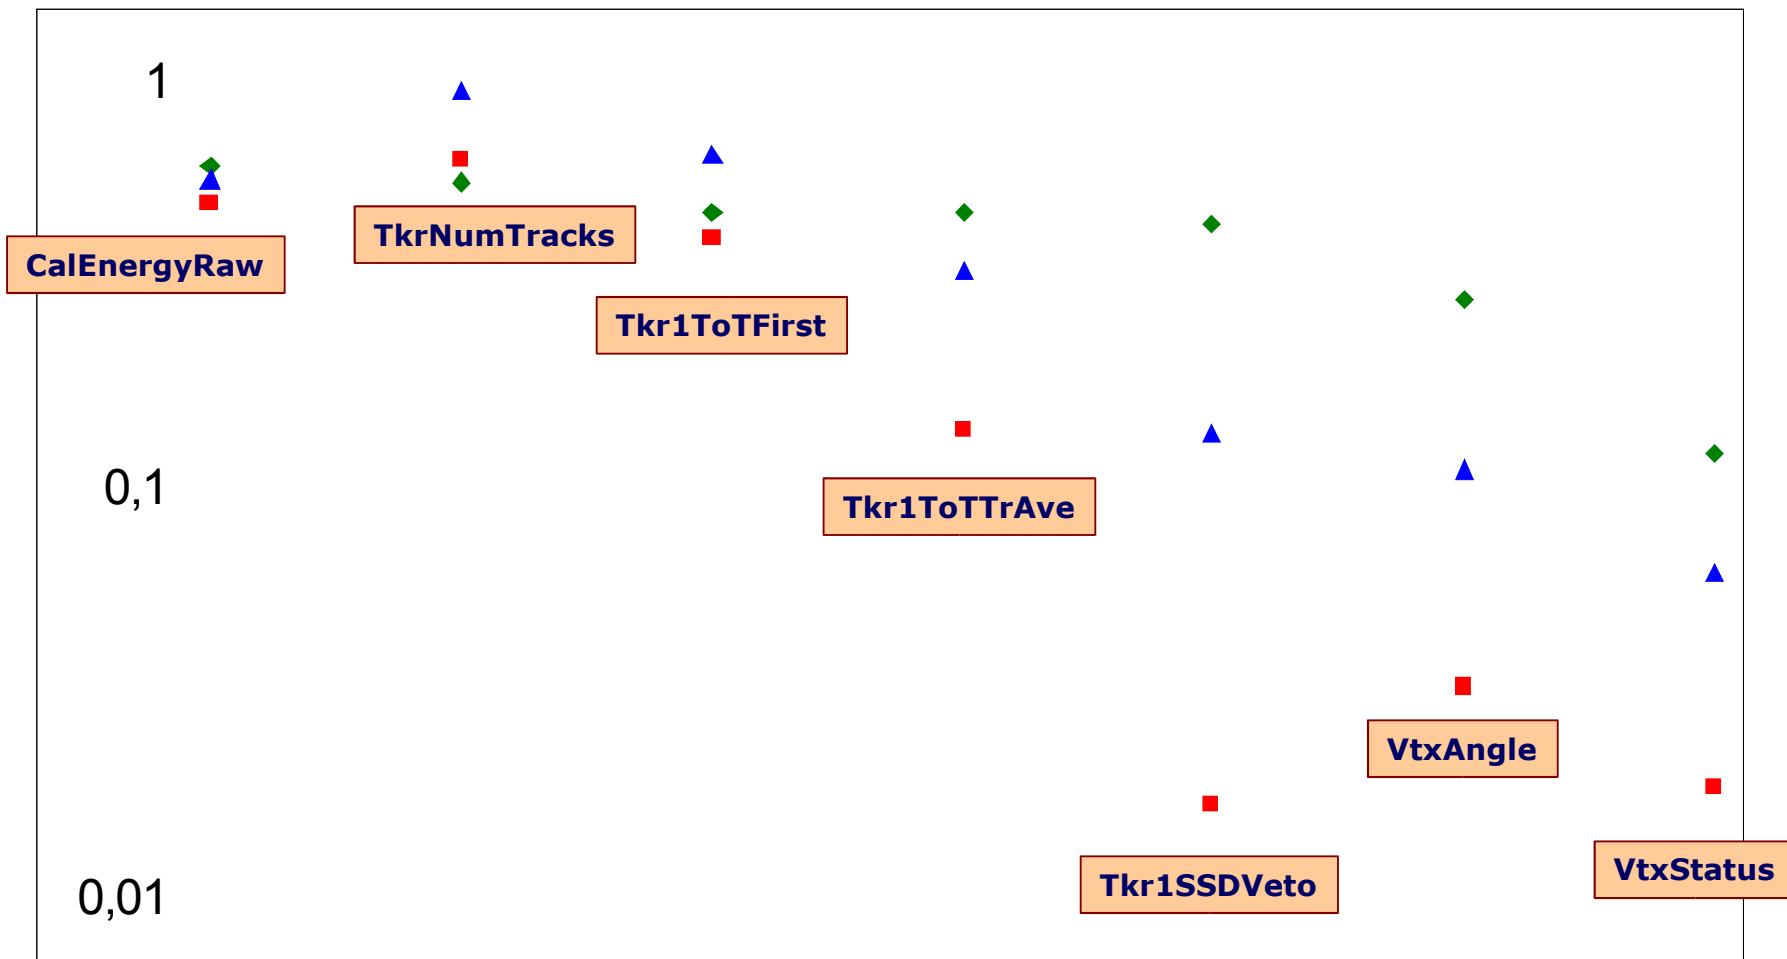 1
TkrNumTracks
CalEnergyRaw
Tkr1ToTFirst
0,1
Tkr1ToTTrAve
VtxAngle
Tkr1SSDVeto
VtxStatus
0,01